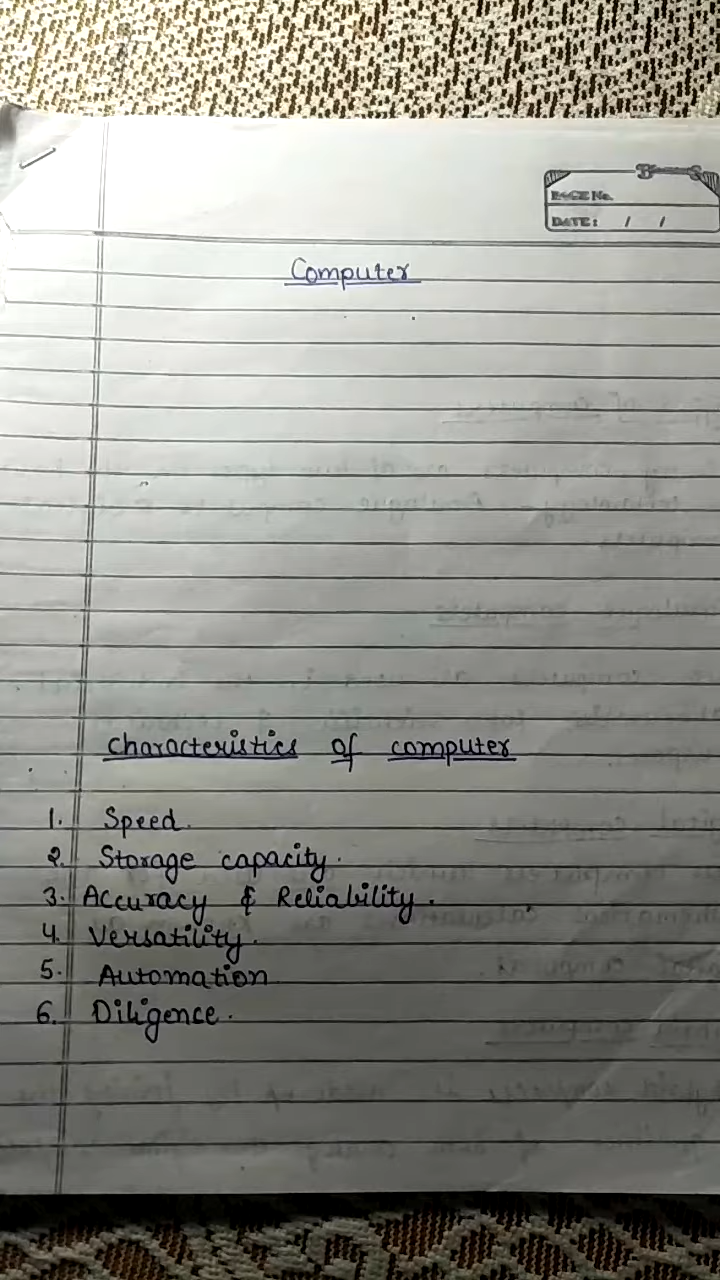 PAGE No.
DATE: / /
Computer
Characteristics of computer
1. Speed.
2. Storage capacity.
3. Accuracy & Reliability.
4. Versatility.
5. Automation
6. Diligence.